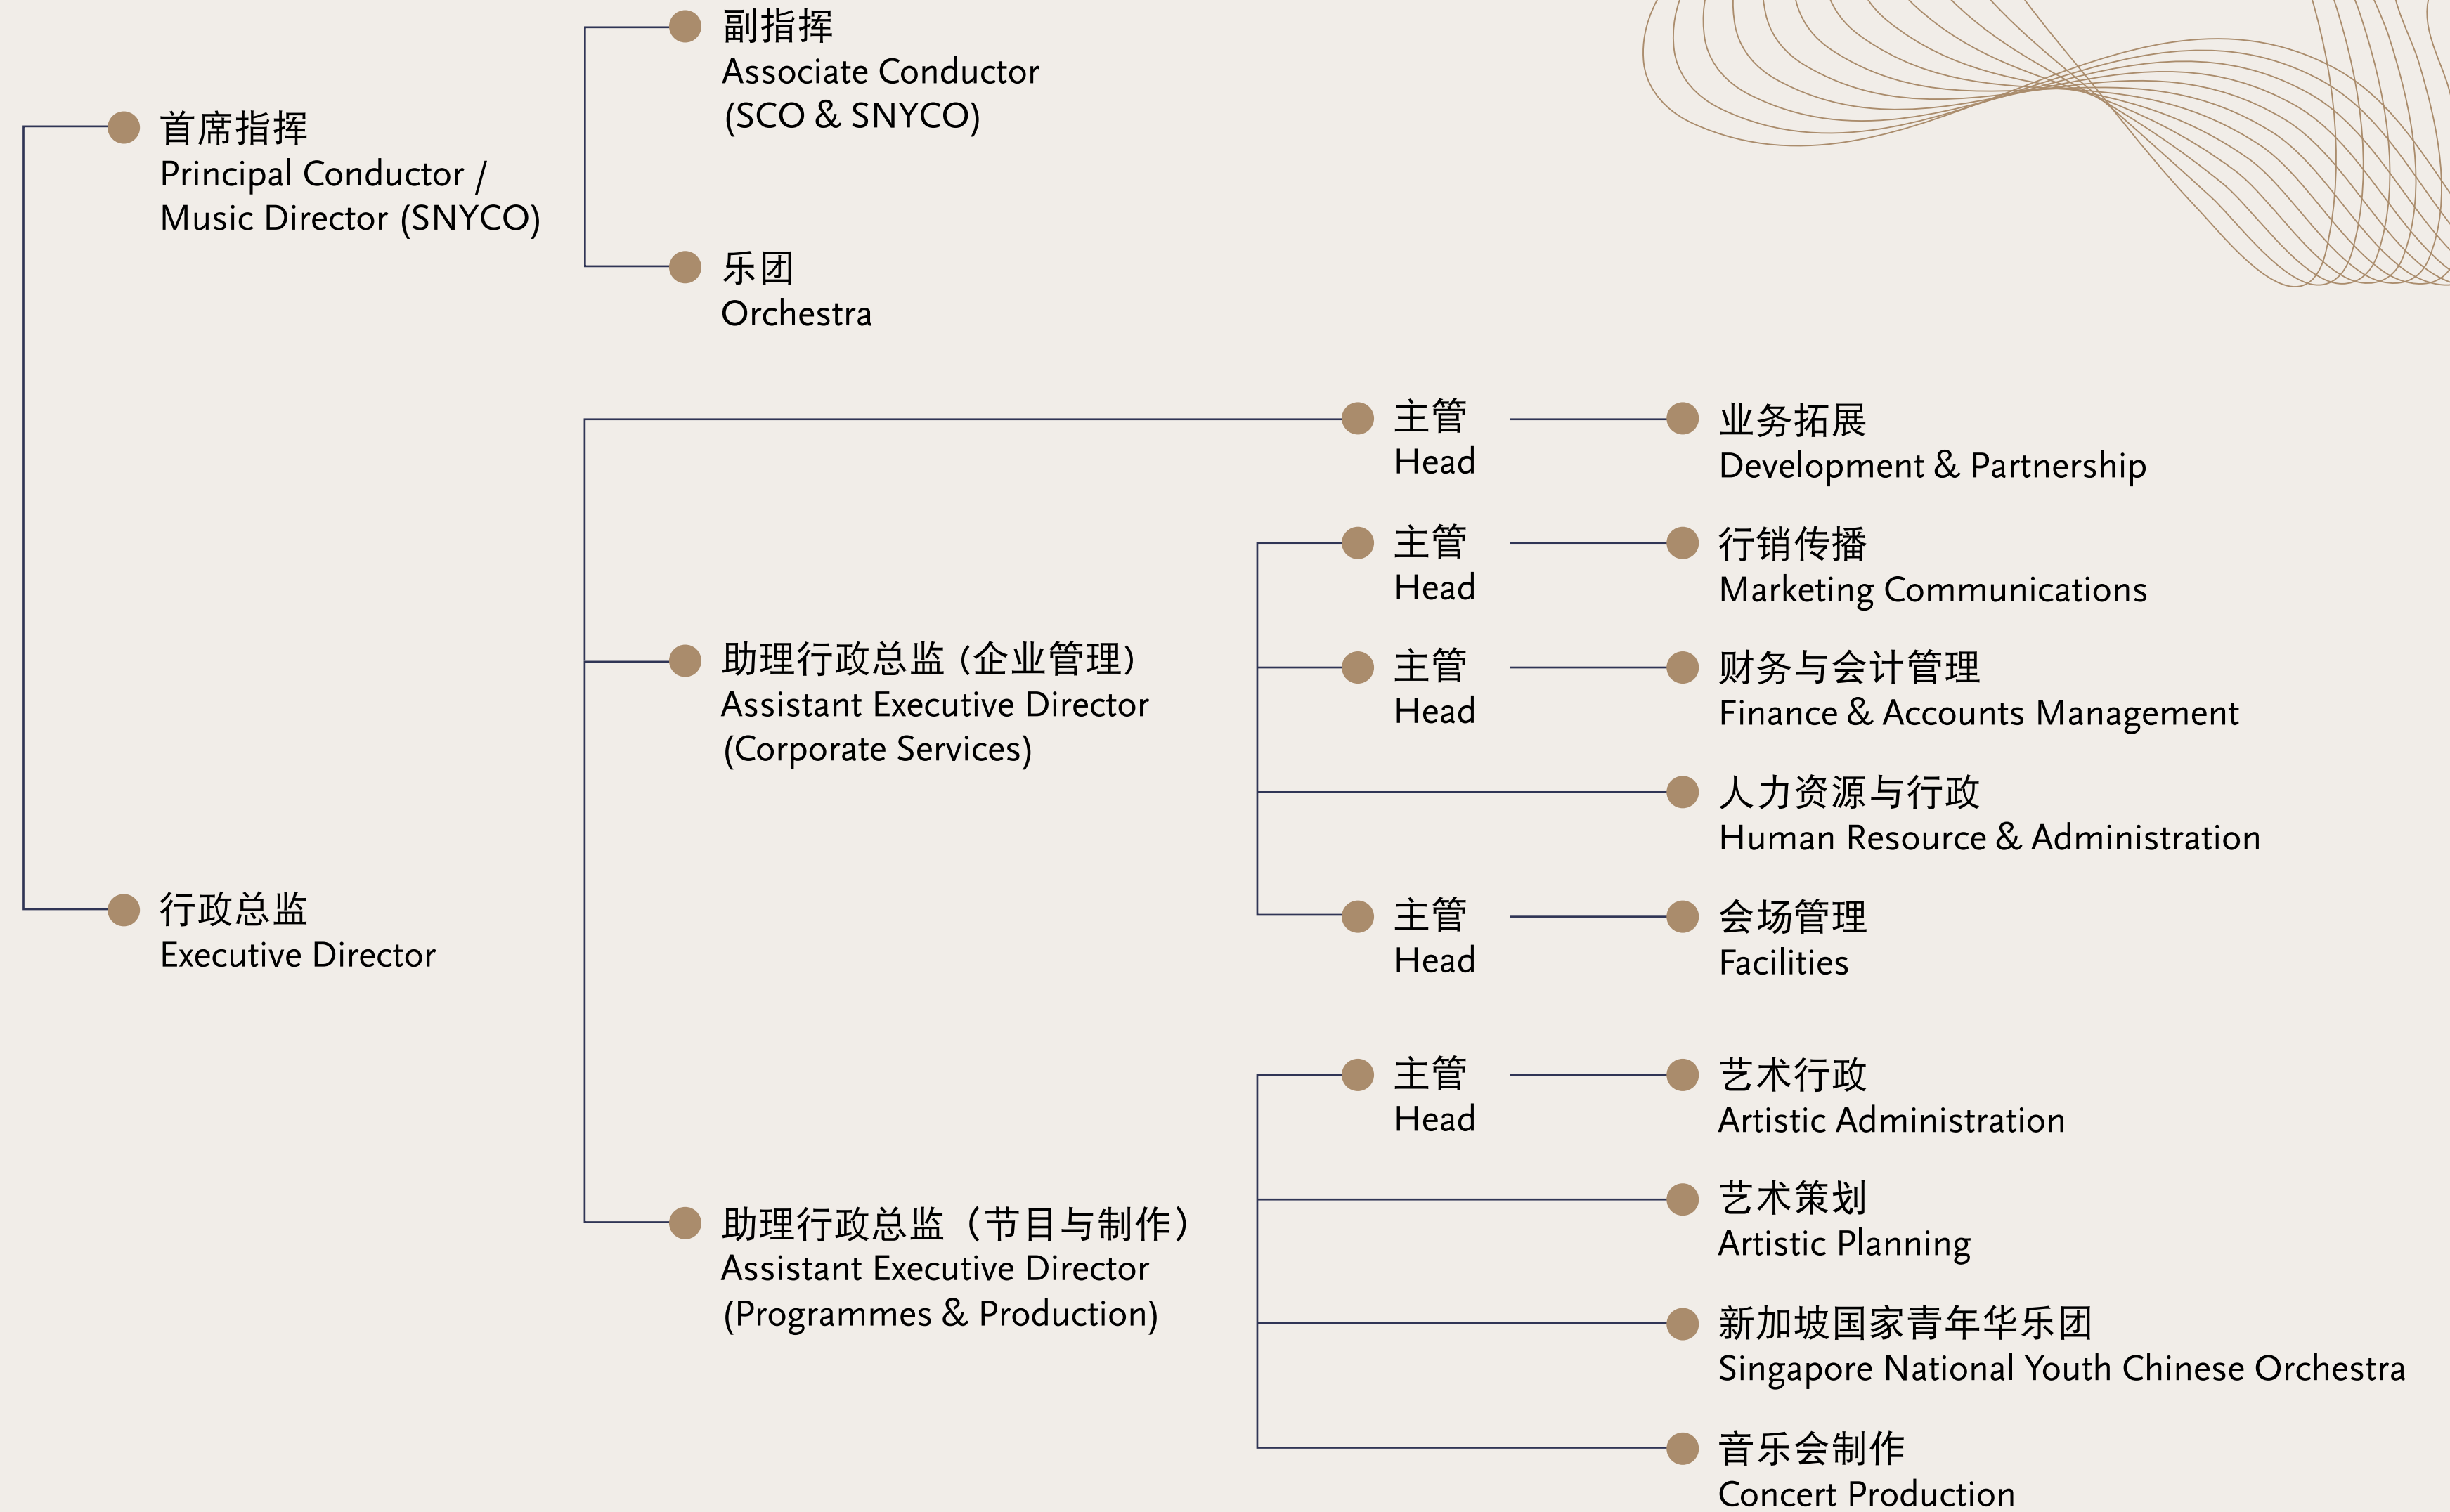 副指挥
Associate Conductor
(SCO & SNYCO)
首席指挥
Principal Conductor /
Music Director (SNYCO)
乐团
Orchestra
主管
Head
业务拓展
Development & Partnership
主管
Head
行销传播
Marketing Communications
助理行政总监 (企业管理)
Assistant Executive Director
(Corporate Services)
主管
Head
财务与会计管理
Finance & Accounts Management
人力资源与行政
Human Resource & Administration
行政总监
Executive Director
主管
Head
会场管理
Facilities
主管
Head
艺术行政
Artistic Administration
助理行政总监（节目与制作）
Assistant Executive Director
(Programmes & Production)
艺术策划
Artistic Planning
新加坡国家青年华乐团
Singapore National Youth Chinese Orchestra
音乐会制作
Concert Production